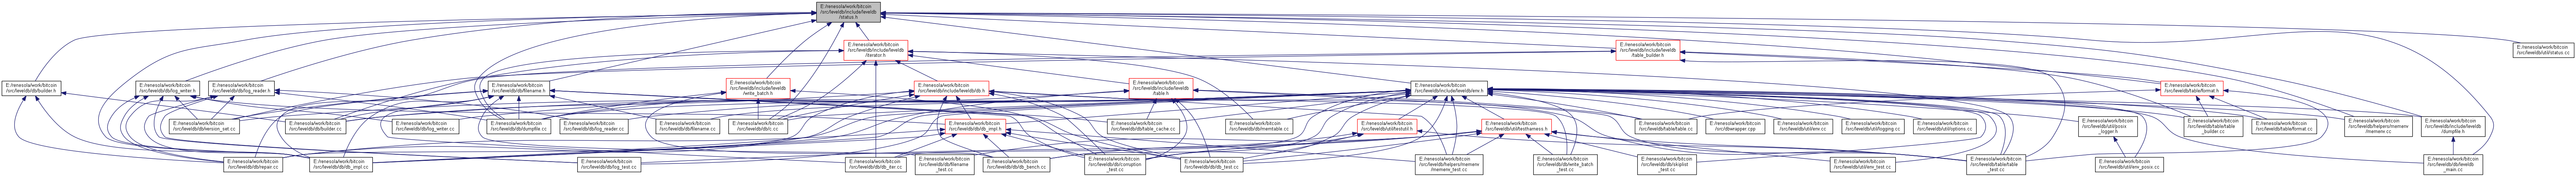 E:/renesola/work/bitcoin
/src/leveldb/include/leveldb
/status.h
E:/renesola/work/bitcoin
/src/leveldb/include/leveldb
/iterator.h
E:/renesola/work/bitcoin
/src/leveldb/include/leveldb
/table_builder.h
E:/renesola/work/bitcoin
/src/leveldb/util/status.cc
E:/renesola/work/bitcoin
/src/leveldb/db/builder.h
E:/renesola/work/bitcoin
/src/leveldb/db/log_writer.h
E:/renesola/work/bitcoin
/src/leveldb/db/log_reader.h
E:/renesola/work/bitcoin
/src/leveldb/db/filename.h
E:/renesola/work/bitcoin
/src/leveldb/include/leveldb
/write_batch.h
E:/renesola/work/bitcoin
/src/leveldb/include/leveldb/db.h
E:/renesola/work/bitcoin
/src/leveldb/include/leveldb
/table.h
E:/renesola/work/bitcoin
/src/leveldb/include/leveldb/env.h
E:/renesola/work/bitcoin
/src/leveldb/table/format.h
E:/renesola/work/bitcoin
/src/leveldb/db/version_set.cc
E:/renesola/work/bitcoin
/src/leveldb/db/builder.cc
E:/renesola/work/bitcoin
/src/leveldb/db/log_writer.cc
E:/renesola/work/bitcoin
/src/leveldb/db/dumpfile.cc
E:/renesola/work/bitcoin
/src/leveldb/db/log_reader.cc
E:/renesola/work/bitcoin
/src/leveldb/db/filename.cc
E:/renesola/work/bitcoin
/src/leveldb/db/c.cc
E:/renesola/work/bitcoin
/src/leveldb/db/db_impl.h
E:/renesola/work/bitcoin
/src/leveldb/db/table_cache.cc
E:/renesola/work/bitcoin
/src/leveldb/db/memtable.cc
E:/renesola/work/bitcoin
/src/leveldb/util/testutil.h
E:/renesola/work/bitcoin
/src/leveldb/util/testharness.h
E:/renesola/work/bitcoin
/src/leveldb/table/table.cc
E:/renesola/work/bitcoin
/src/dbwrapper.cpp
E:/renesola/work/bitcoin
/src/leveldb/util/env.cc
E:/renesola/work/bitcoin
/src/leveldb/util/logging.cc
E:/renesola/work/bitcoin
/src/leveldb/util/options.cc
E:/renesola/work/bitcoin
/src/leveldb/util/posix
_logger.h
E:/renesola/work/bitcoin
/src/leveldb/table/table
_builder.cc
E:/renesola/work/bitcoin
/src/leveldb/table/format.cc
E:/renesola/work/bitcoin
/src/leveldb/helpers/memenv
/memenv.cc
E:/renesola/work/bitcoin
/src/leveldb/include/leveldb
/dumpfile.h
E:/renesola/work/bitcoin
/src/leveldb/db/repair.cc
E:/renesola/work/bitcoin
/src/leveldb/db/db_impl.cc
E:/renesola/work/bitcoin
/src/leveldb/db/log_test.cc
E:/renesola/work/bitcoin
/src/leveldb/db/db_iter.cc
E:/renesola/work/bitcoin
/src/leveldb/db/filename
_test.cc
E:/renesola/work/bitcoin
/src/leveldb/db/db_bench.cc
E:/renesola/work/bitcoin
/src/leveldb/db/corruption
_test.cc
E:/renesola/work/bitcoin
/src/leveldb/db/db_test.cc
E:/renesola/work/bitcoin
/src/leveldb/helpers/memenv
/memenv_test.cc
E:/renesola/work/bitcoin
/src/leveldb/db/write_batch
_test.cc
E:/renesola/work/bitcoin
/src/leveldb/db/skiplist
_test.cc
E:/renesola/work/bitcoin
/src/leveldb/util/env_test.cc
E:/renesola/work/bitcoin
/src/leveldb/table/table
_test.cc
E:/renesola/work/bitcoin
/src/leveldb/util/env_posix.cc
E:/renesola/work/bitcoin
/src/leveldb/db/leveldb
_main.cc